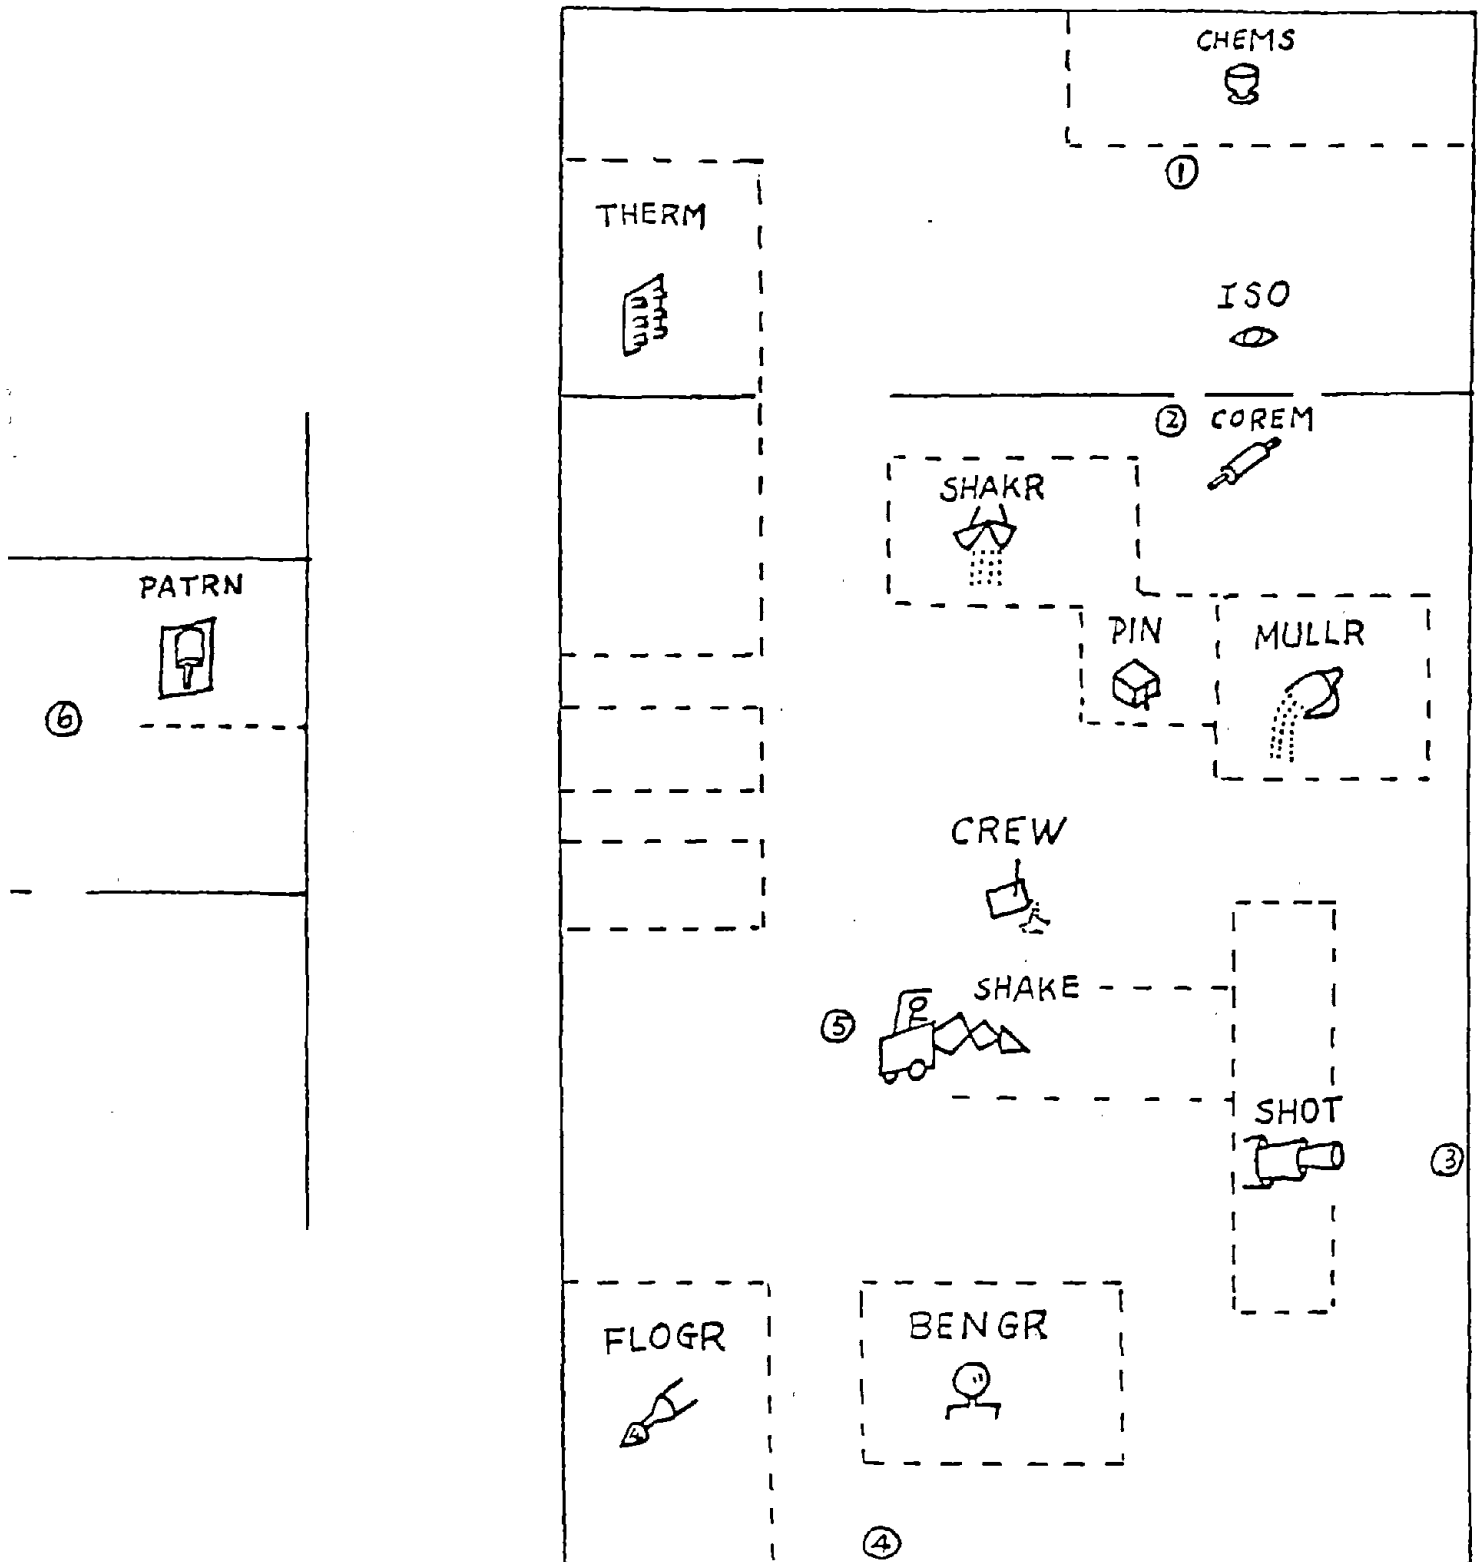 CHEMS
①
THERM
ISO
② COREM
SHAKR
PATRN
PIN
MULLR
⑥
CREW
SHAKE
⑤
SHOT
③
FLOGR
BENGR
④